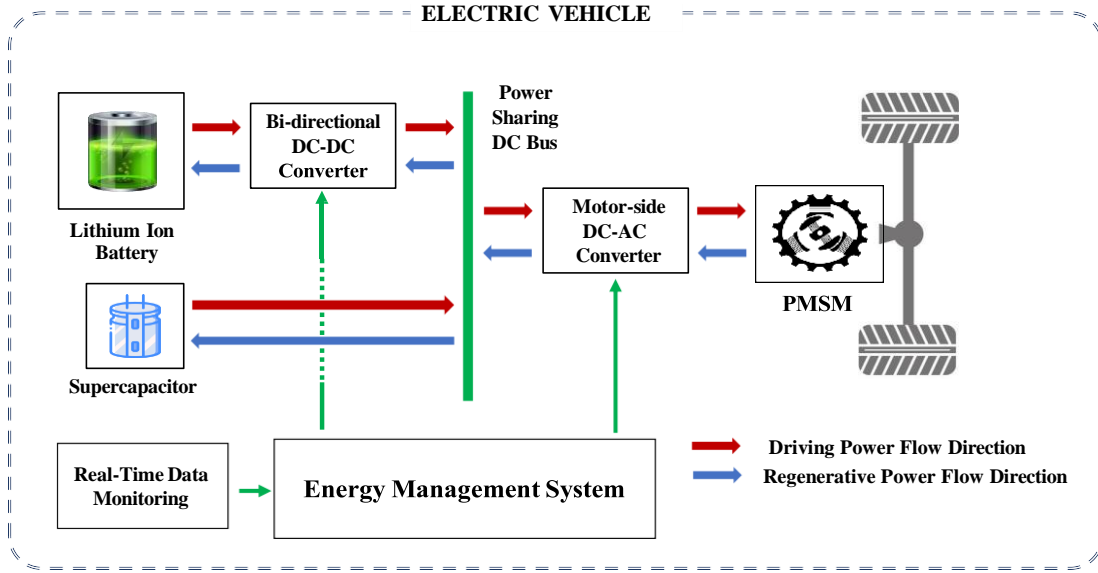 ELECTRIC VEHICLE
Bi-directional
DC-DC
Converter
Power
Sharing
DC Bus
Lithium Ion
Battery
Motor-side
DC-AC
Converter
PMSM
Supercapacitor
Real-Time Data
Monitoring
Energy Management System
Driving Power Flow Direction
Regenerative Power Flow Direction